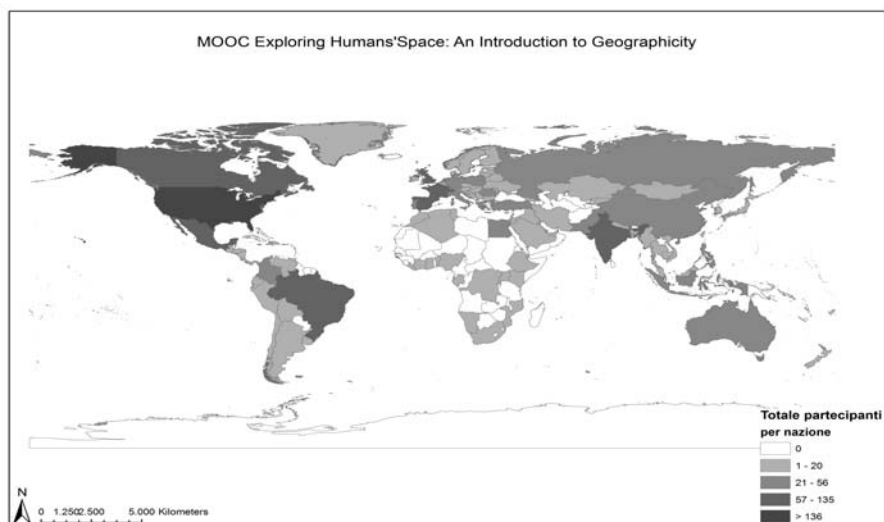 MOOC Exploring Humans'Space: An Introduction to Geographicity
Totale partecipanti
per nazione
0
1 - 20
21 - 56
57 - 135
> 136
N
0 1.2502.500 5.000 Kilometers